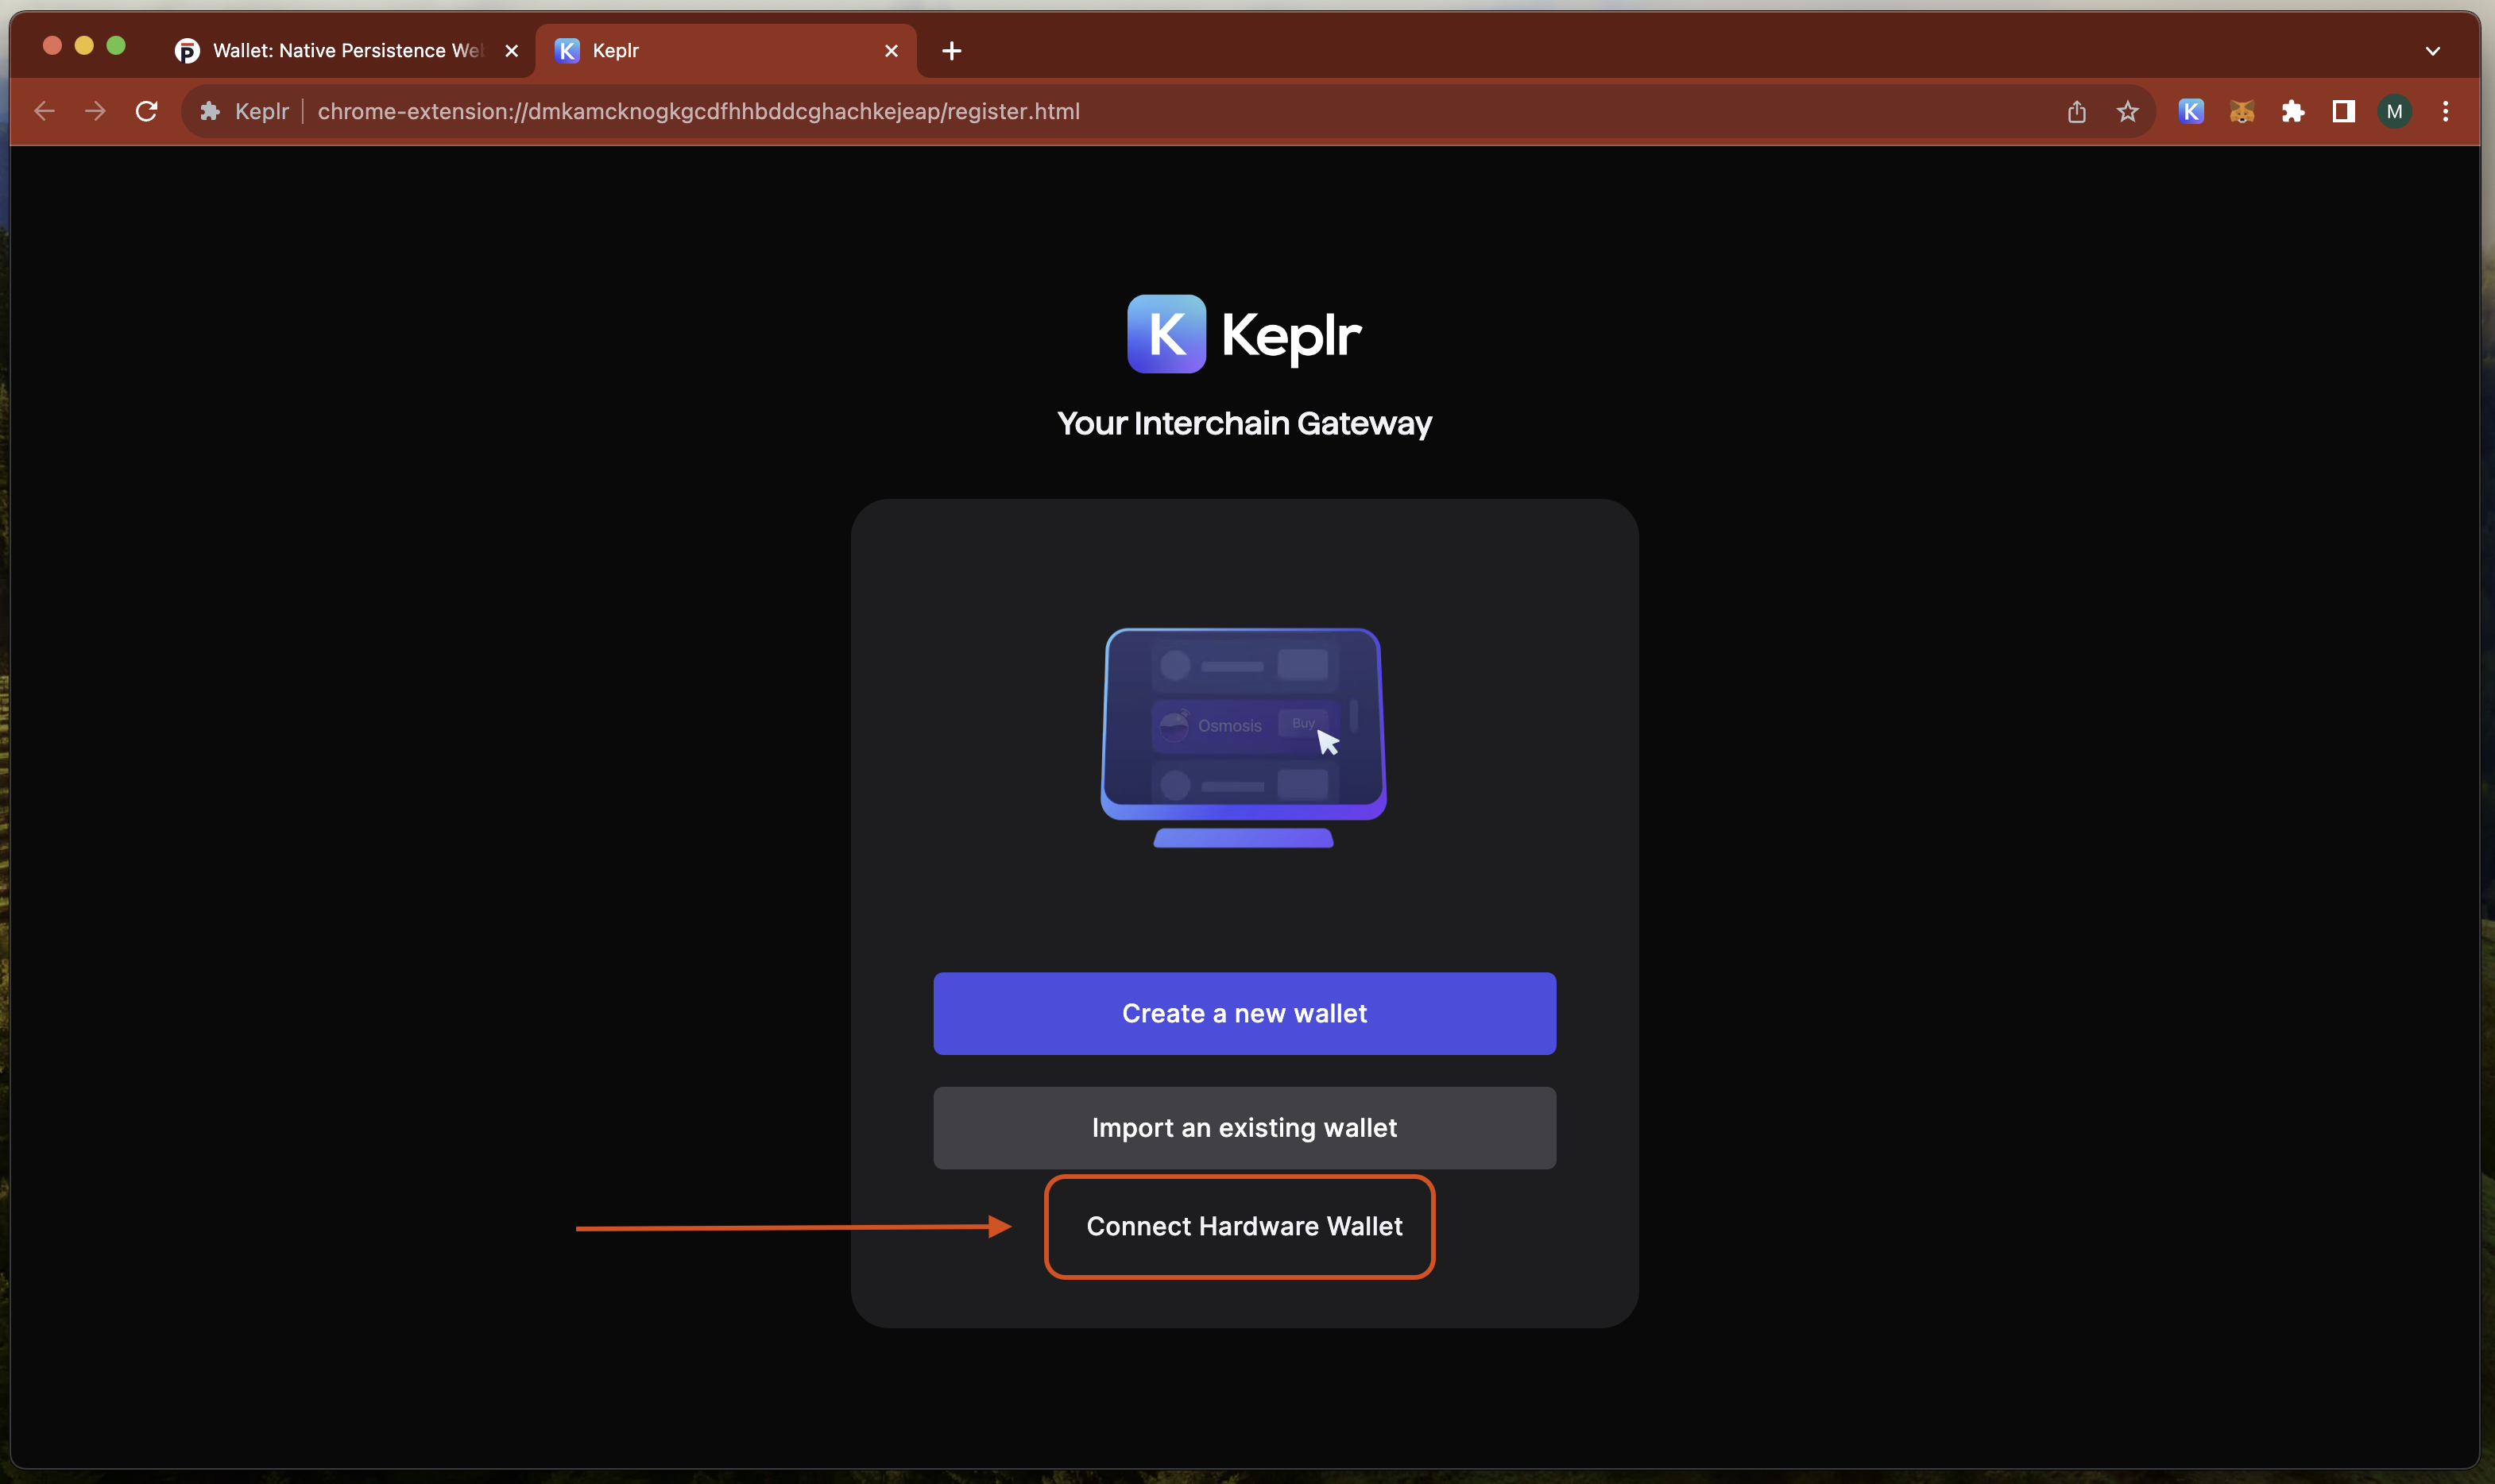 Wallet: Native Persistence We
Keplr
Keplr
chrome-extension://dmkamcknogkgcdfhhbddcghachkejeap/register.html
K
M
K Keplr
Your Interchain Gateway
Osmosis
Buy
Create a new wallet
Import an existing wallet
Connect Hardware Wallet